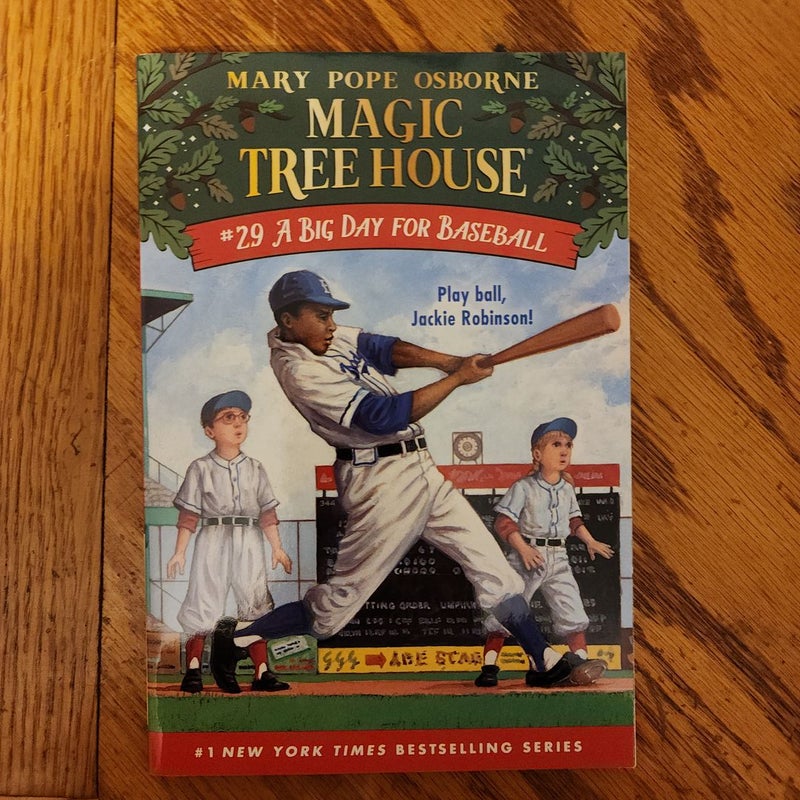 MARY POPE OSBORNE
MAGIC
TREE HOUSE®
#29 A BIG DAY FOR BASEBALL
Play ball,
Jackie Robinson!
#1 NEW YORK TIMES BESTSELLING SERIES